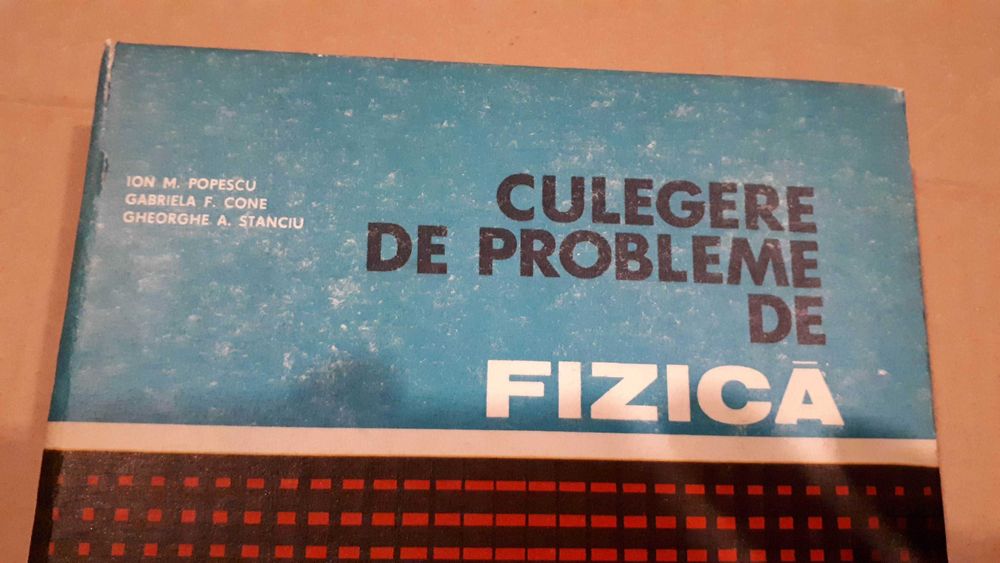 ION M. POPESCU
GABRIELA F. CONE
GHEORGHE A. STANCIU
CULEGERE
DE PROBLEME
DE
FIZICĂ